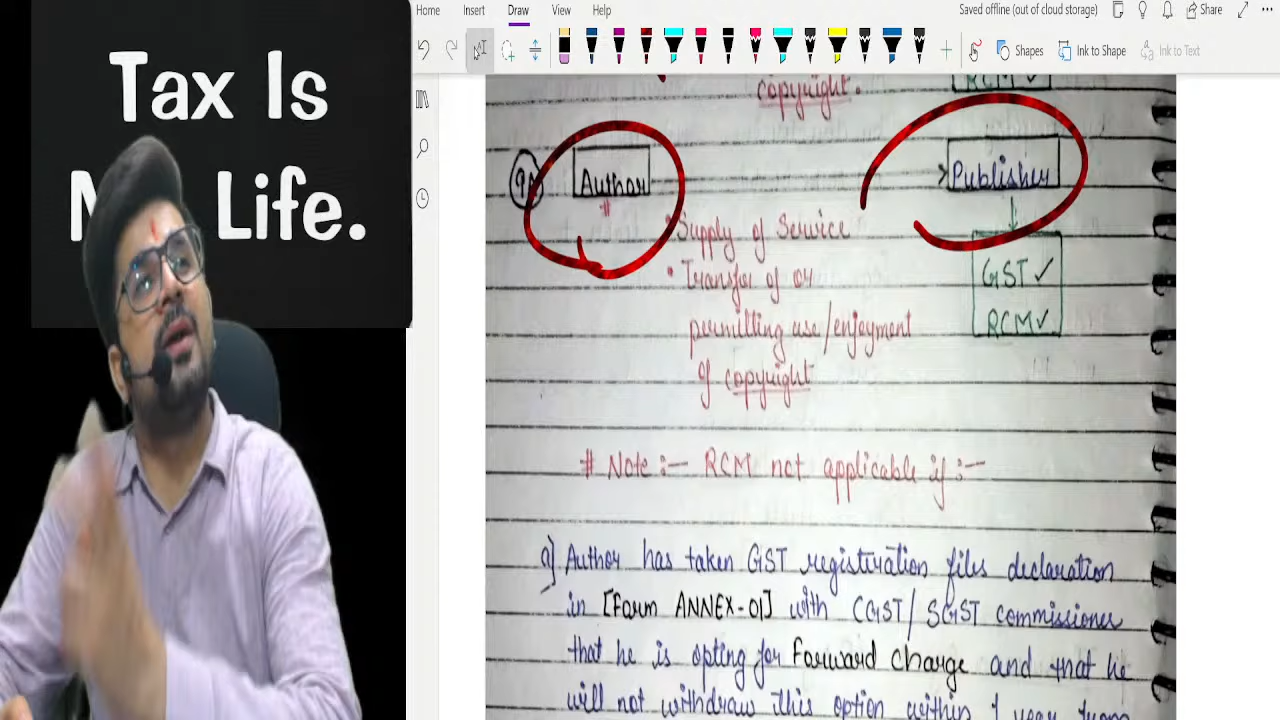 Home Insert Draw View Help
Saved offline (out of cloud storage)
Share
Shapes
Ink to Shape
Ink to Text
Tax Is
Life.
copyright.
RCM ✓
9A
Author
Publisher
#
• Supply of Service
• Transfer of or
permitting use/enjoyment
of copyright
GST ✓
RCM ✓
# Note :- RCM not applicable if :-
a] Author has taken GST registration files declaration
in [Form ANNEX-01] with CGST/SGST commissioner
that he is opting for Forward Charge and that he
will not withdraw this option within 1 year from